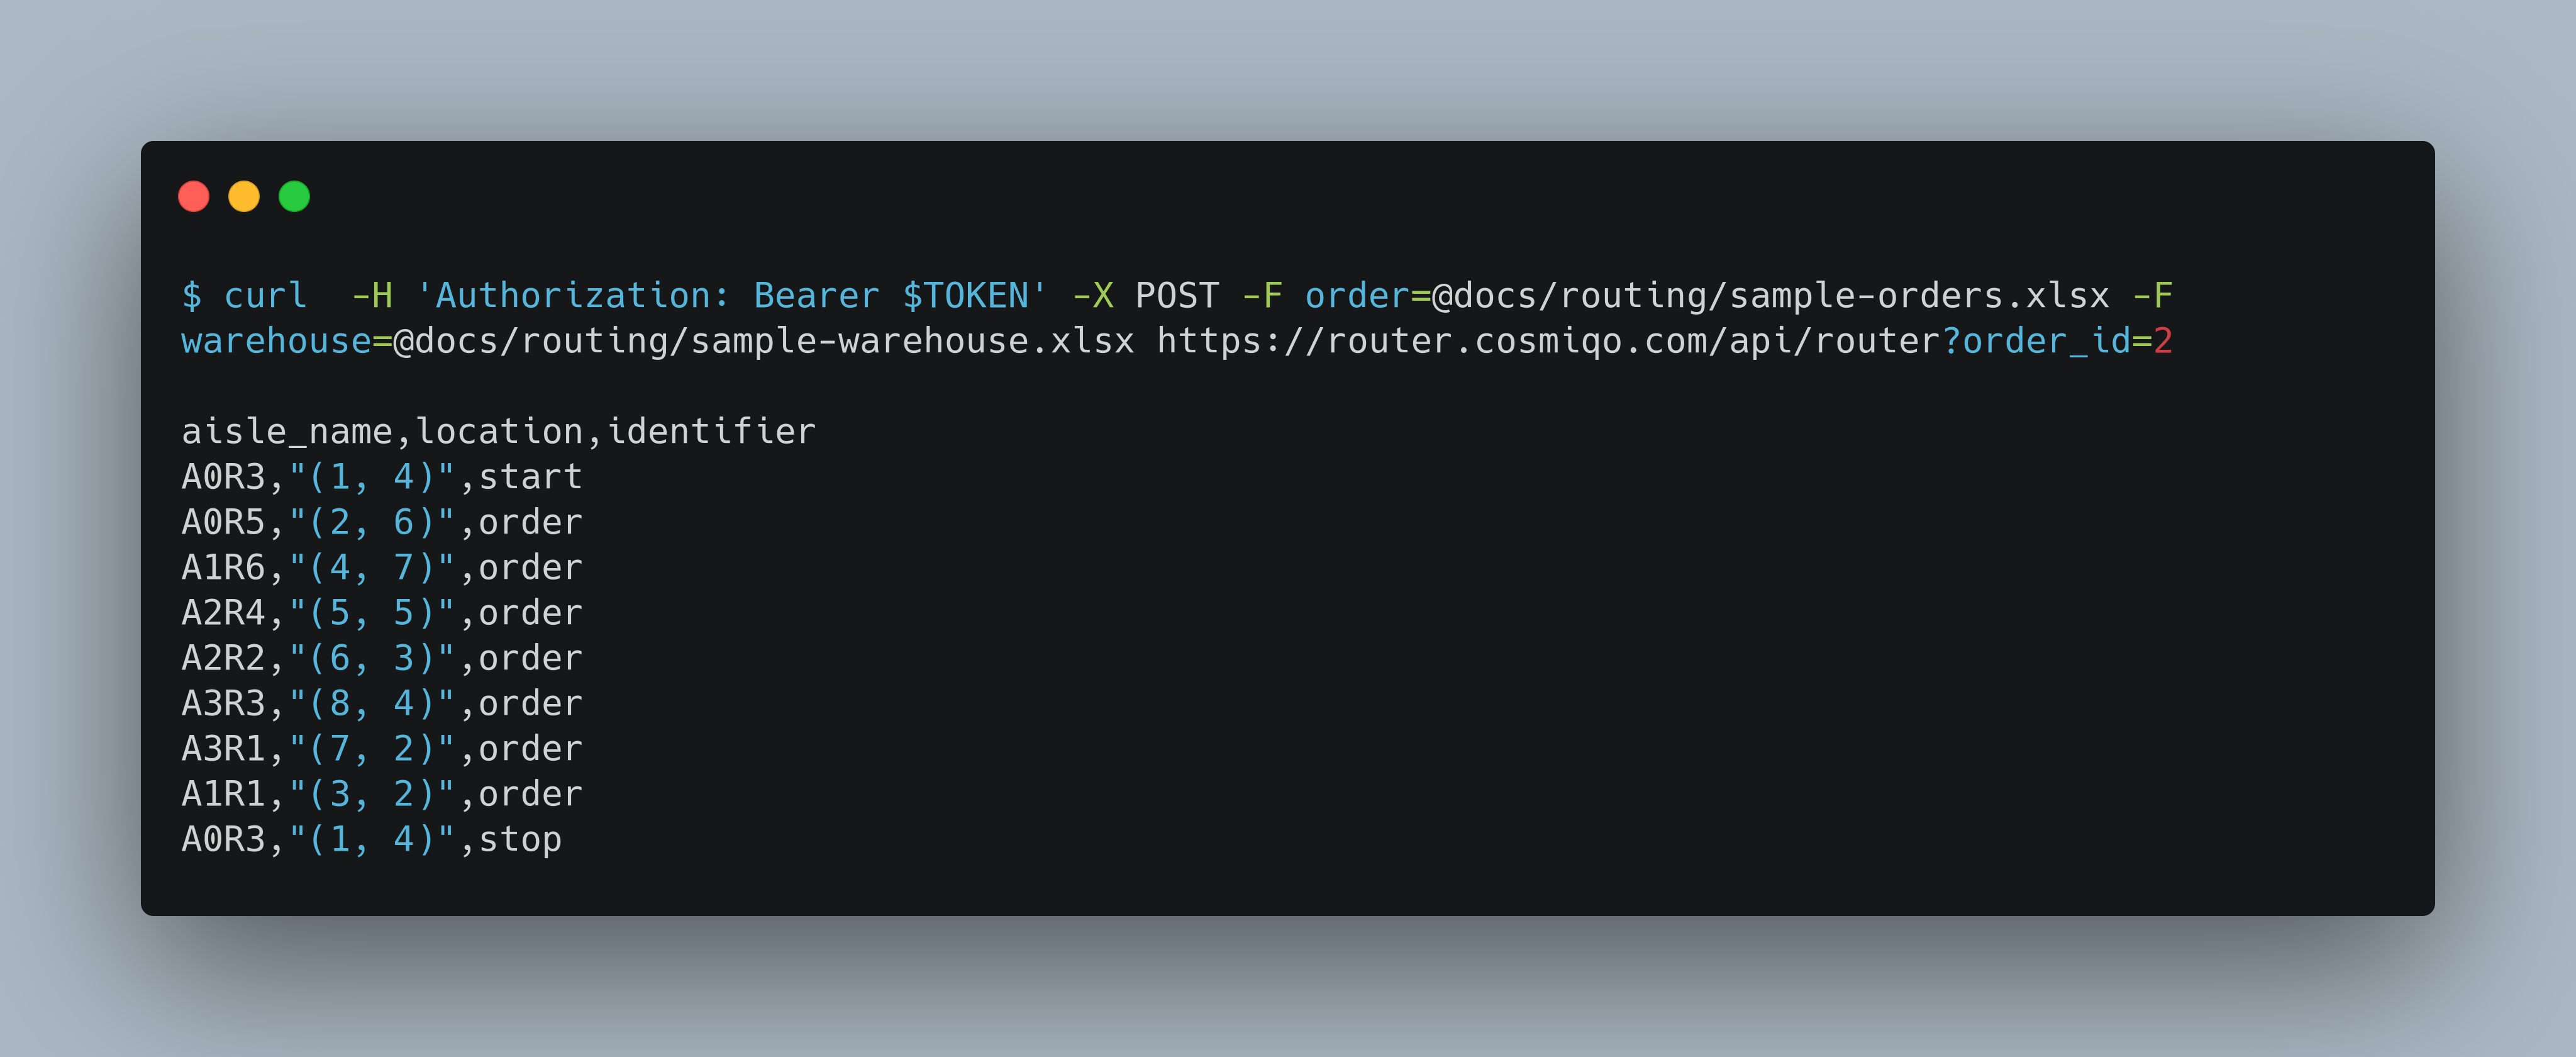 $ curl  -H 'Authorization: Bearer $TOKEN' -X POST -F order=@docs/routing/sample-orders.xlsx -F
warehouse=@docs/routing/sample-warehouse.xlsx https://router.cosmiqo.com/api/router?order_id=2
aisle_name,location,identifier
A0R3,"(1, 4)",start
A0R5,"(2, 6)",order
A1R6,"(4, 7)",order
A2R4,"(5, 5)",order
A2R2,"(6, 3)",order
A3R3,"(8, 4)",order
A3R1,"(7, 2)",order
A1R1,"(3, 2)",order
A0R3,"(1, 4)",stop